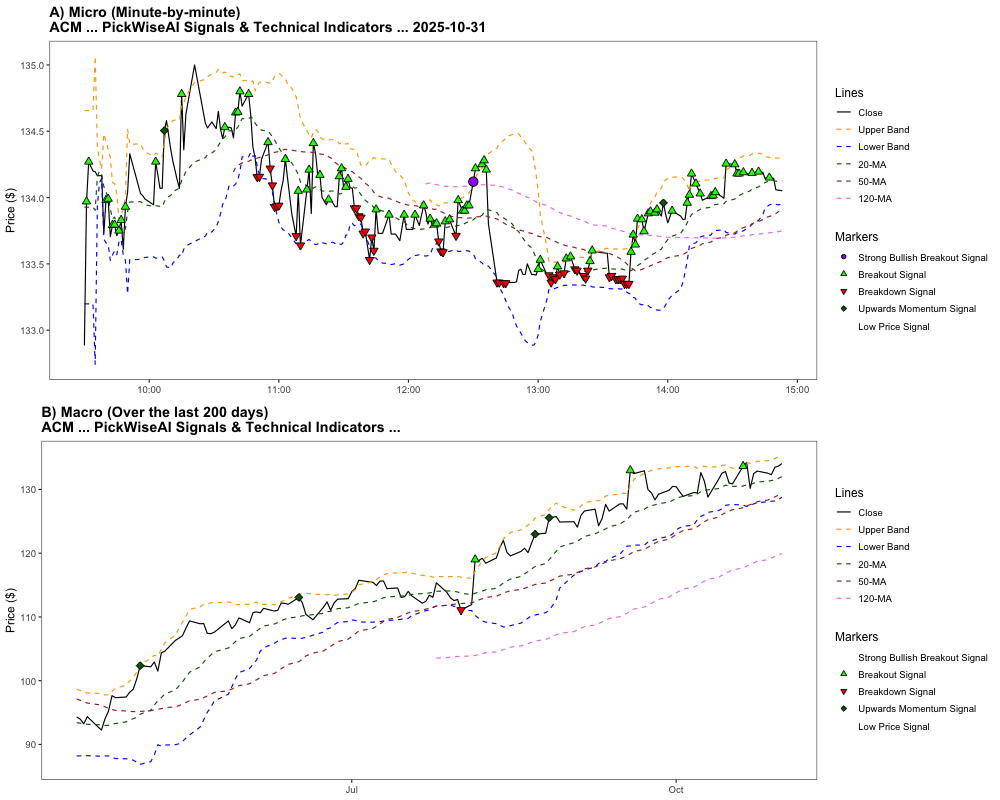 A) Micro (Minute-by-minute)
ACM ... PickWiseAI Signals & Technical Indicators ... 2025-10-31
Price ($)
135.0
134.5
134.0
133.5
133.0
10:00
11:00
12:00
13:00
14:00
15:00
Lines
Close
Upper Band
Lower Band
20-MA
50-MA
120-MA
Markers
Strong Bullish Breakout Signal
Breakout Signal
Breakdown Signal
Upwards Momentum Signal
Low Price Signal
B) Macro (Over the last 200 days)
ACM ... PickWiseAI Signals & Technical Indicators ...
Price ($)
130
120
110
100
90
Jul
Oct
Lines
Close
Upper Band
Lower Band
20-MA
50-MA
120-MA
Markers
Strong Bullish Breakout Signal
Breakout Signal
Breakdown Signal
Upwards Momentum Signal
Low Price Signal